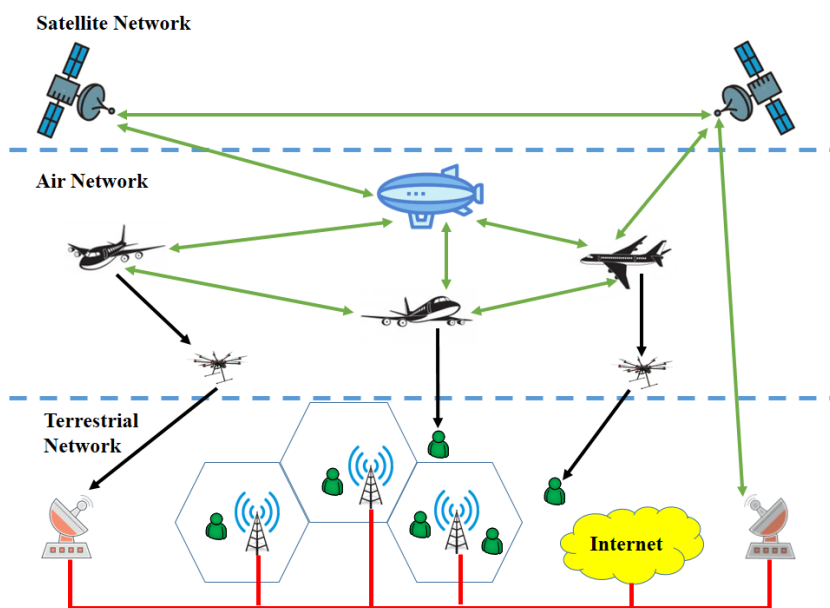 Satellite Network
Air Network
Terrestrial
Network
Internet